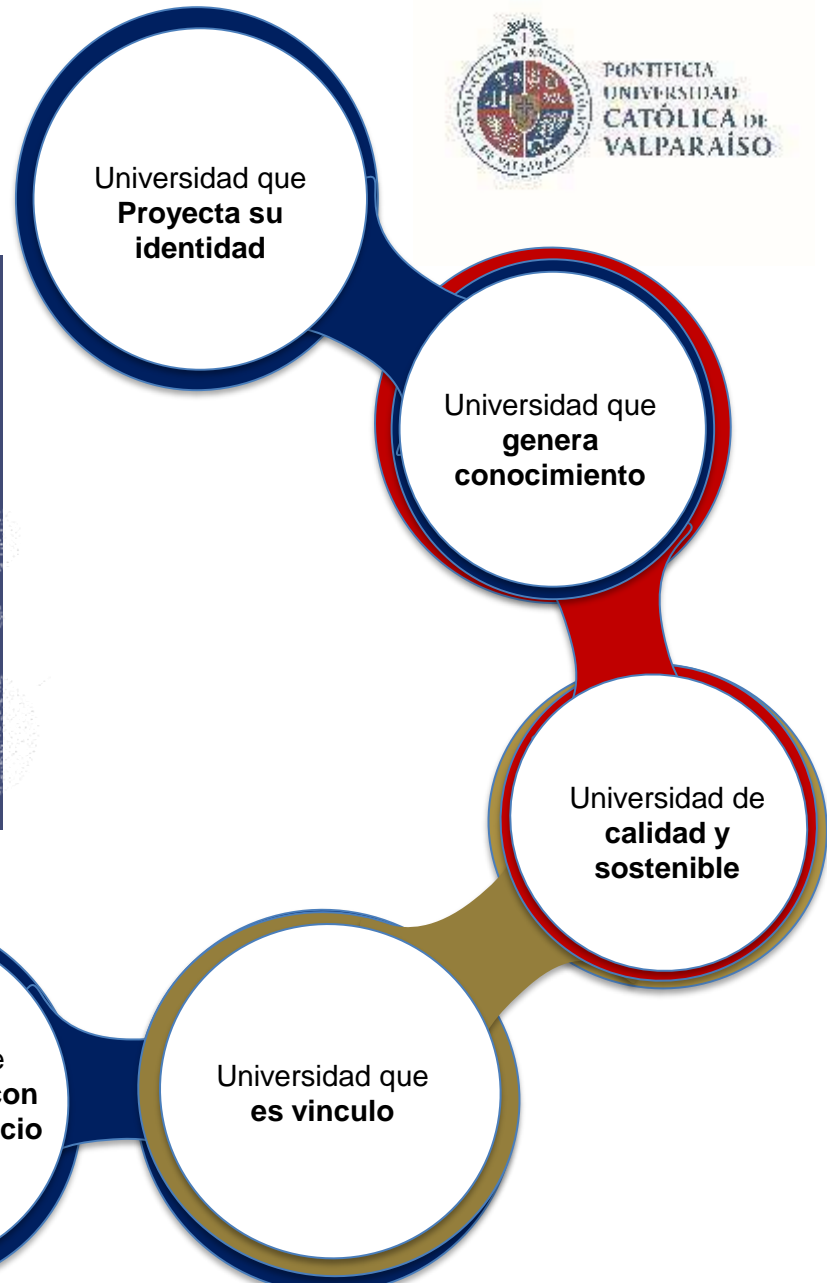 PONTIFICIA
UNIVERSIDAD
CATÓLICA DE
VALPARAÍSO
Universidad que
Proyecta su
identidad
Universidad que
genera
conocimiento
Universidad de
calidad y
sostenible
Universidad que
es vinculo